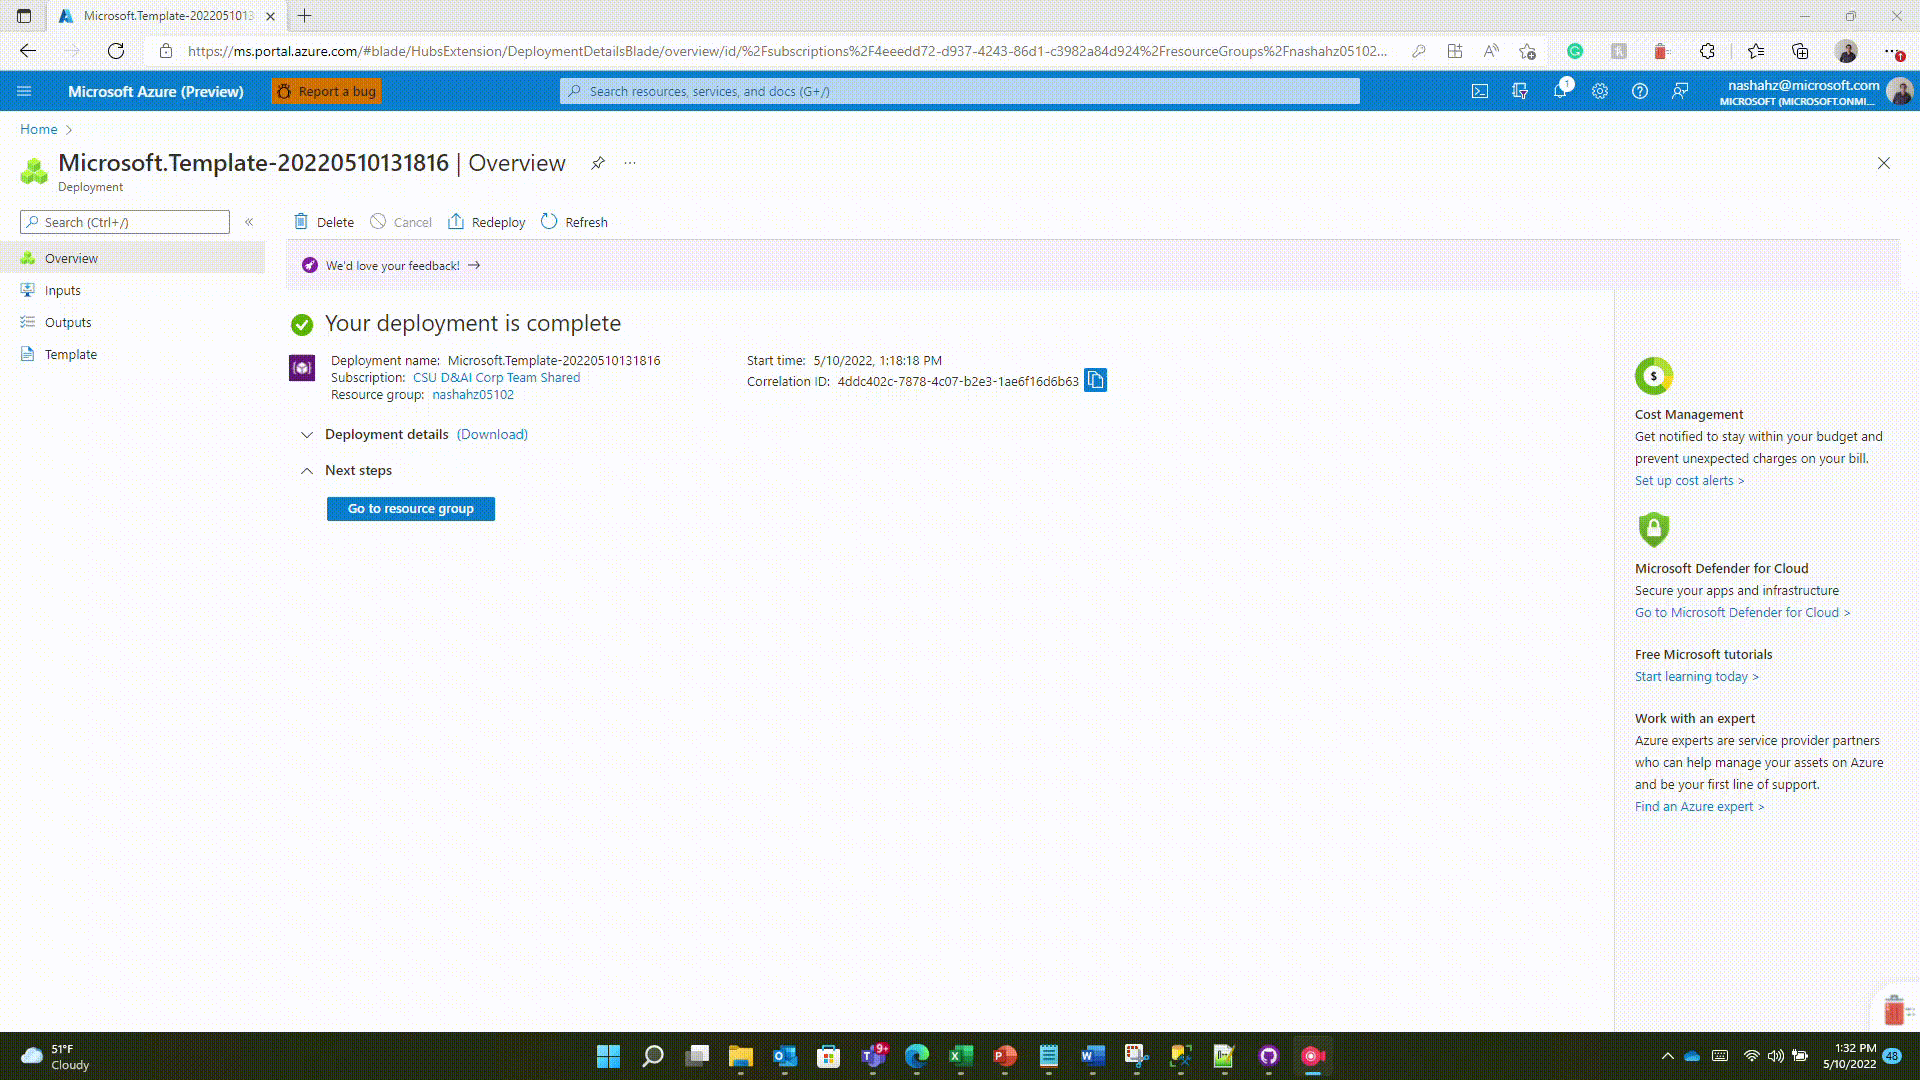 Microsoft.Template-2022051013
https://ms.portal.azure.com/#blade/HubsExtension/DeploymentDetailsBlade/overview/id/%2Fsubscriptions%2F4eeedd72-d937-4243-86d1-c3982a84d924%2FresourceGroups%2Fnashahz05102...
Microsoft Azure (Preview)
Report a bug
Search resources, services, and docs (G+/)
1
nashahz@microsoft.com
MICROSOFT (MICROSOFT.ONMI...
Home >
Microsoft.Template-20220510131816 | Overview
Deployment
Search (Ctrl+/)
«
Delete
Cancel
Redeploy
Refresh
Overview
Inputs
Outputs
Template
We'd love your feedback! →
Your deployment is complete
Deployment name: Microsoft.Template-20220510131816
Subscription: CSU D&AI Corp Team Shared
Resource group: nashahz05102
Start time: 5/10/2022, 1:18:18 PM
Correlation ID: 4ddc402c-7878-4c07-b2e3-1ae6f16d6b63
Deployment details (Download)
Next steps
Go to resource group
Cost Management
Get notified to stay within your budget and
prevent unexpected charges on your bill.
Set up cost alerts >
Microsoft Defender for Cloud
Secure your apps and infrastructure
Go to Microsoft Defender for Cloud >
Free Microsoft tutorials
Start learning today >
Work with an expert
Azure experts are service provider partners
who can help manage your assets on Azure
and be your first line of support.
Find an Azure expert >
51°F
Cloudy
9+
1:32 PM
5/10/2022
48